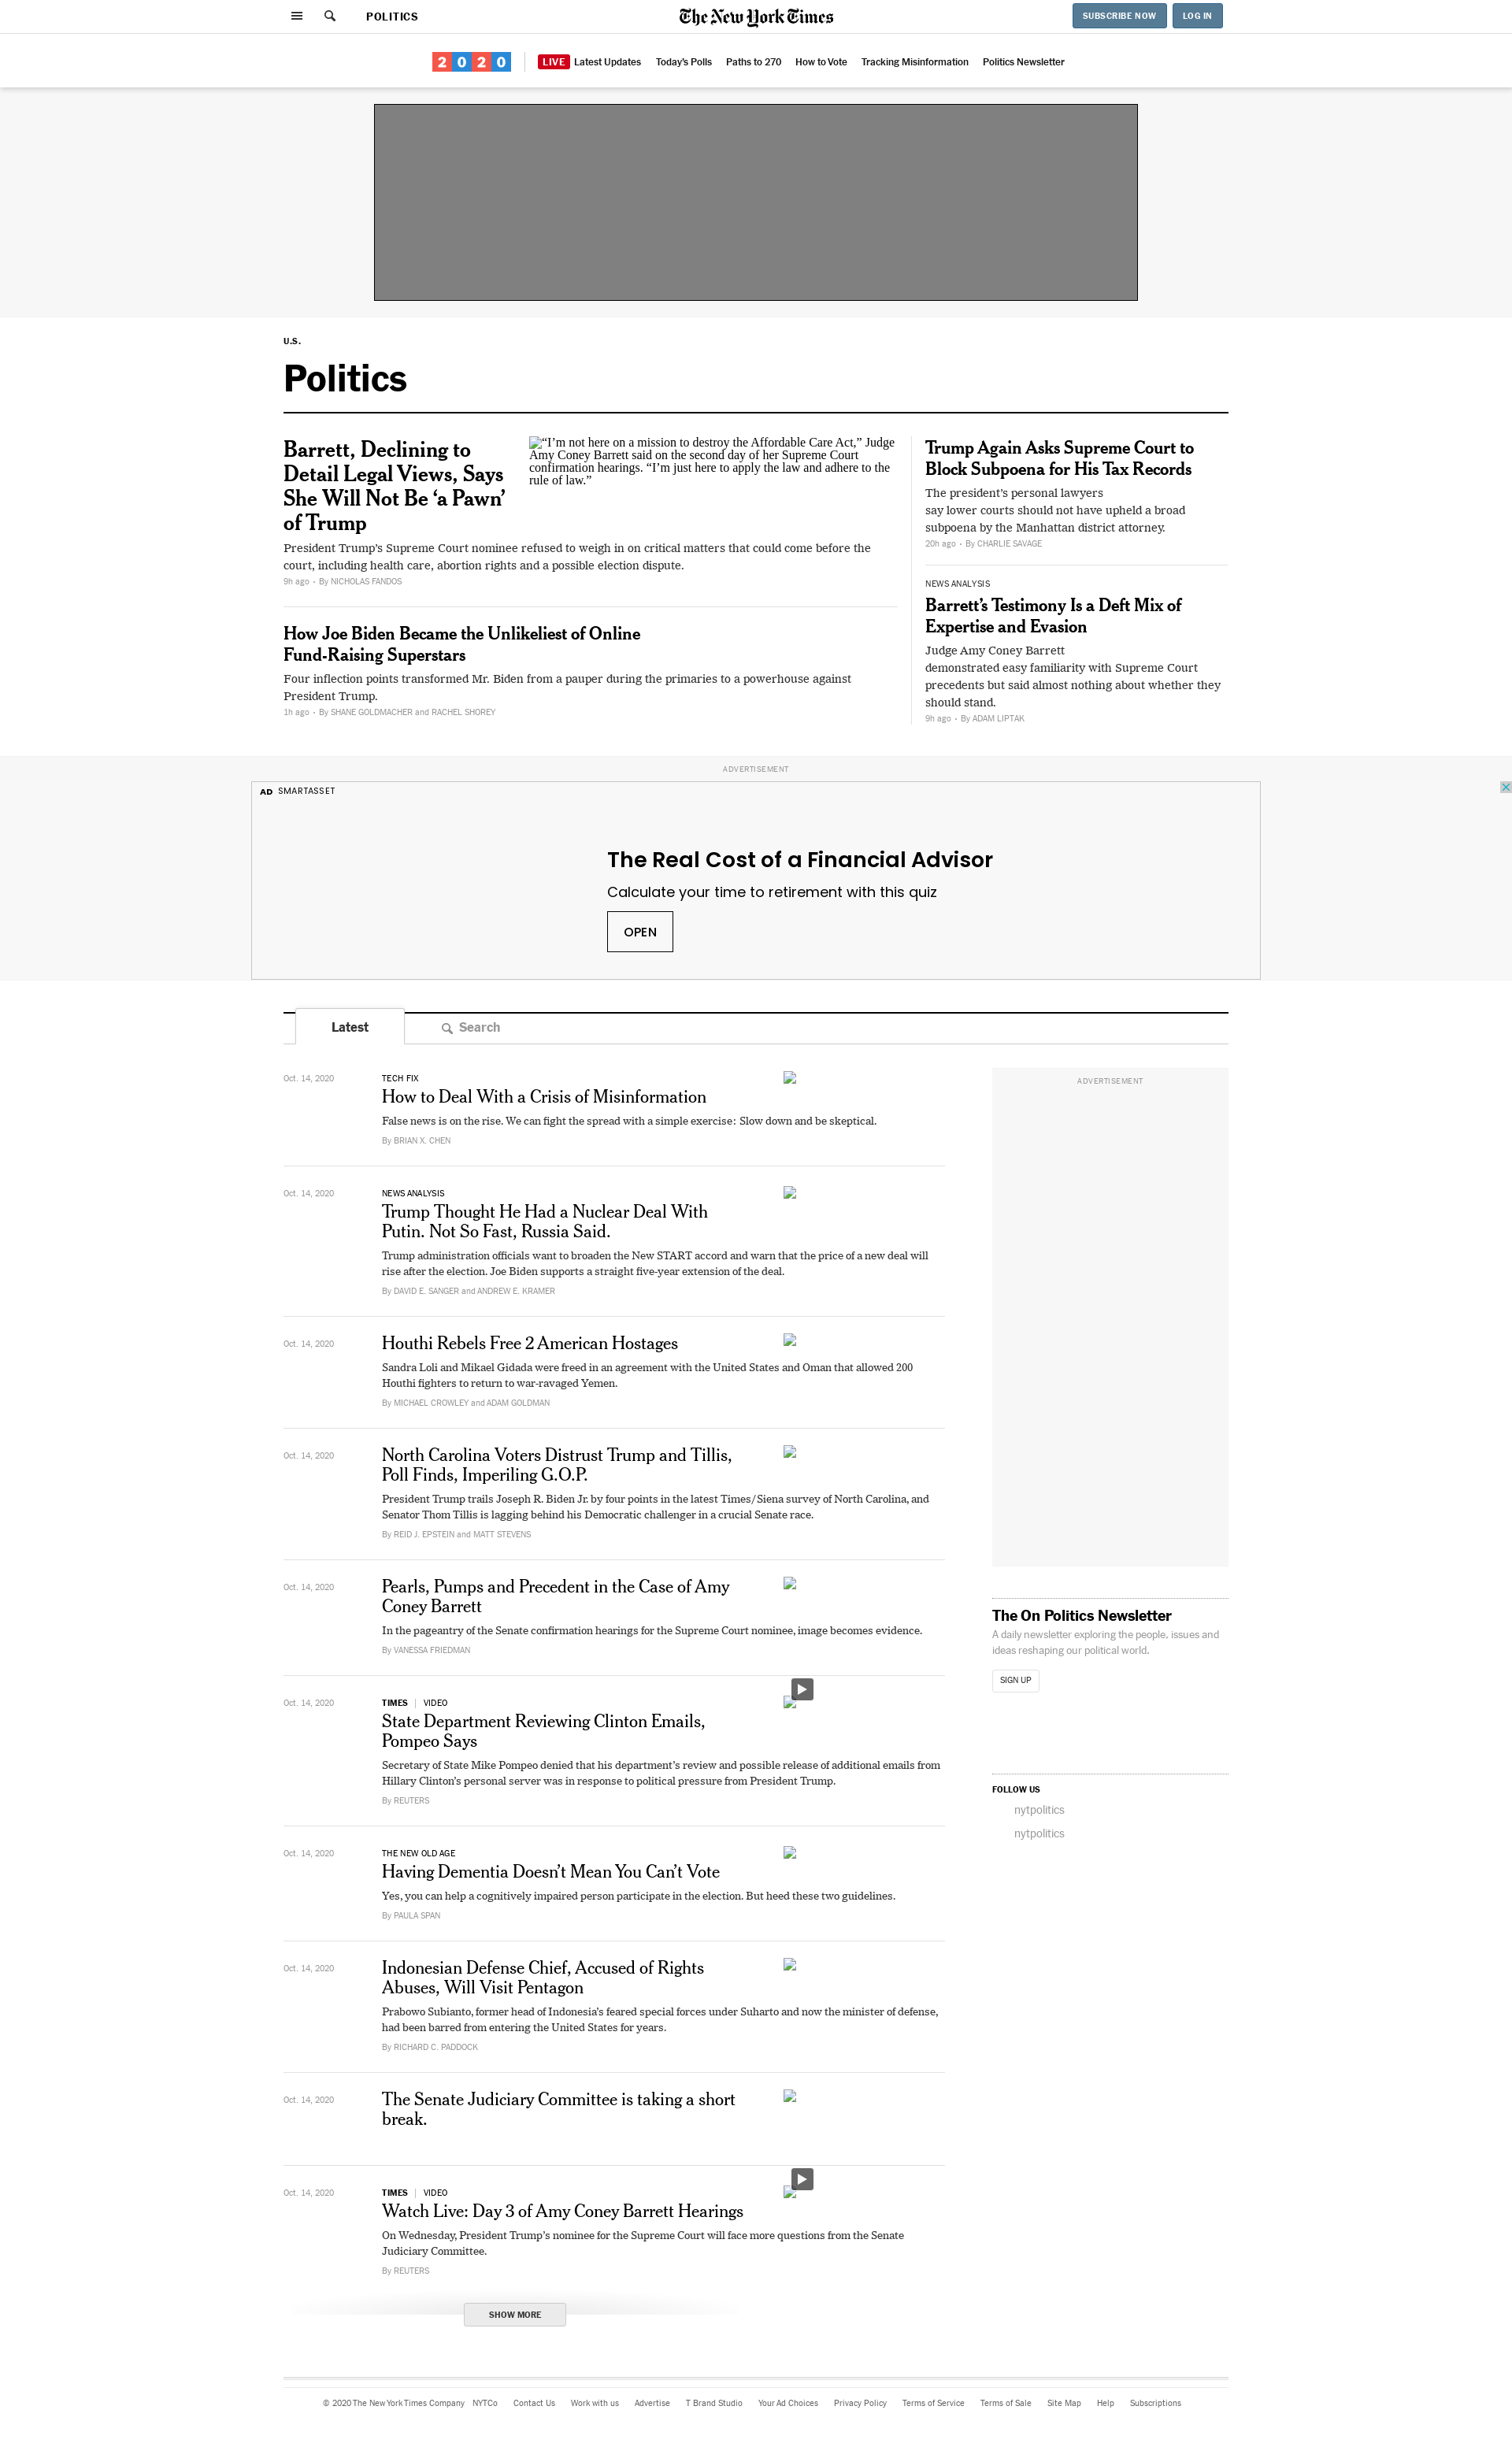 POLITICS
The New York Times
SUBSCRIBE NOW
LOG IN
2020
LIVE Latest Updates
Today's Polls
Paths to 270
How to Vote
Tracking Misinformation
Politics Newsletter
U.S.
Politics
Barrett, Declining to
Detail Legal Views, Says
She Will Not Be ‘a Pawn’
of Trump
“I’m not here on a mission to destroy the Affordable Care Act,” Judge
Amy Coney Barrett said on the second day of her Supreme Court
confirmation hearings. “I’m just here to apply the law and adhere to the
rule of law.”
President Trump’s Supreme Court nominee refused to weigh in on critical matters that could come before the
court, including health care, abortion rights and a possible election dispute.
9h ago • By NICHOLAS FANDOS
How Joe Biden Became the Unlikeliest of Online
Fund-Raising Superstars
Four inflection points transformed Mr. Biden from a pauper during the primaries to a powerhouse against
President Trump.
1h ago • By SHANE GOLDMACHER and RACHEL SHOREY
Trump Again Asks Supreme Court to
Block Subpoena for His Tax Records
The president’s personal lawyers
say lower courts should not have upheld a broad
subpoena by the Manhattan district attorney.
20h ago • By CHARLIE SAVAGE
NEWS ANALYSIS
Barrett’s Testimony Is a Deft Mix of
Expertise and Evasion
Judge Amy Coney Barrett
demonstrated easy familiarity with Supreme Court
precedents but said almost nothing about whether they
should stand.
9h ago • By ADAM LIPTAK
ADVERTISEMENT
AD SMARTASSET
The Real Cost of a Financial Advisor
Calculate your time to retirement with this quiz
OPEN
Latest
Search
Oct. 14, 2020
TECH FIX
How to Deal With a Crisis of Misinformation
False news is on the rise. We can fight the spread with a simple exercise: Slow down and be skeptical.
By BRIAN X. CHEN
Oct. 14, 2020
NEWS ANALYSIS
Trump Thought He Had a Nuclear Deal With
Putin. Not So Fast, Russia Said.
Trump administration officials want to broaden the New START accord and warn that the price of a new deal will
rise after the election. Joe Biden supports a straight five-year extension of the deal.
By DAVID E. SANGER and ANDREW E. KRAMER
Oct. 14, 2020
Houthi Rebels Free 2 American Hostages
Sandra Loli and Mikael Gidada were freed in an agreement with the United States and Oman that allowed 200
Houthi fighters to return to war-ravaged Yemen.
By MICHAEL CROWLEY and ADAM GOLDMAN
Oct. 14, 2020
North Carolina Voters Distrust Trump and Tillis,
Poll Finds, Imperiling G.O.P.
President Trump trails Joseph R. Biden Jr. by four points in the latest Times/Siena survey of North Carolina, and
Senator Thom Tillis is lagging behind his Democratic challenger in a crucial Senate race.
By REID J. EPSTEIN and MATT STEVENS
Oct. 14, 2020
Pearls, Pumps and Precedent in the Case of Amy
Coney Barrett
In the pageantry of the Senate confirmation hearings for the Supreme Court nominee, image becomes evidence.
By VANESSA FRIEDMAN
Oct. 14, 2020
TIMES | VIDEO
State Department Reviewing Clinton Emails,
Pompeo Says
Secretary of State Mike Pompeo denied that his department’s review and possible release of additional emails from
Hillary Clinton’s personal server was in response to political pressure from President Trump.
By REUTERS
Oct. 14, 2020
THE NEW OLD AGE
Having Dementia Doesn’t Mean You Can’t Vote
Yes, you can help a cognitively impaired person participate in the election. But heed these two guidelines.
By PAULA SPAN
Oct. 14, 2020
Indonesian Defense Chief, Accused of Rights
Abuses, Will Visit Pentagon
Prabowo Subianto, former head of Indonesia’s feared special forces under Suharto and now the minister of defense,
had been barred from entering the United States for years.
By RICHARD C. PADDOCK
Oct. 14, 2020
The Senate Judiciary Committee is taking a short
break.
Oct. 14, 2020
TIMES | VIDEO
Watch Live: Day 3 of Amy Coney Barrett Hearings
On Wednesday, President Trump’s nominee for the Supreme Court will face more questions from the Senate
Judiciary Committee.
By REUTERS
SHOW MORE
ADVERTISEMENT
The On Politics Newsletter
A daily newsletter exploring the people, issues and
ideas reshaping our political world.
SIGN UP
FOLLOW US
nytpolitics
nytpolitics
© 2020 The New York Times Company
NYTCo
Contact Us
Work with us
Advertise
T Brand Studio
Your Ad Choices
Privacy Policy
Terms of Service
Terms of Sale
Site Map
Help
Subscriptions